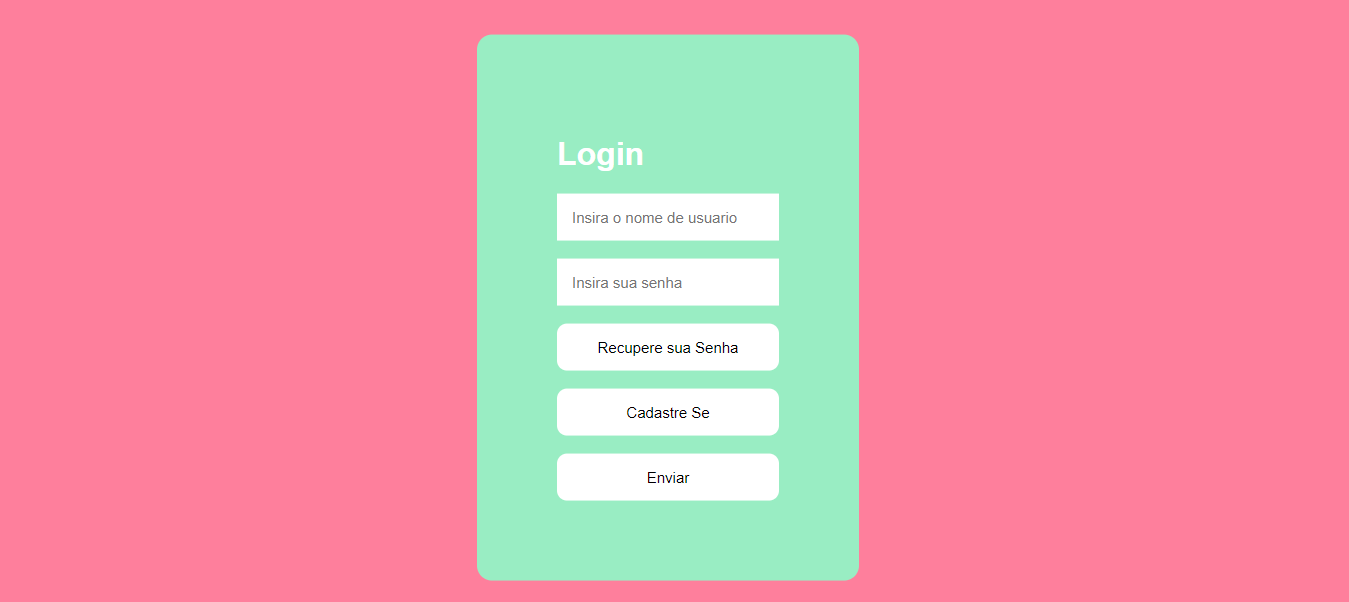 Login
Insira o nome de usuario
Insira sua senha
Recupere sua Senha
Cadastre Se
Enviar